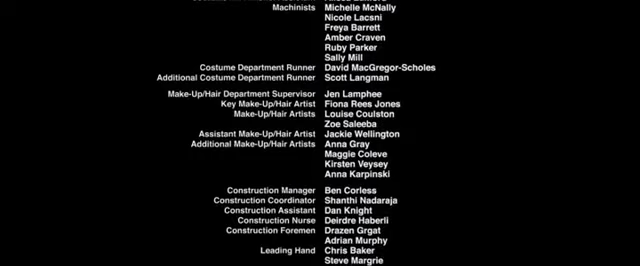 Machinists Michelle McNally
Nicole Lacsni
Freya Barrett
Amber Craven
Ruby Parker
Sally Mill
Costume Department Runner David MacGregor-Scholes
Additional Costume Department Runner Scott Langman
Make-Up/Hair Department Supervisor Jen Lamphee
Key Make-Up/Hair Artist Fiona Rees Jones
Make-Up/Hair Artists Louise Coulston
Zoe Saleeba
Assistant Make-Up/Hair Artist Jackie Wellington
Additional Make-Up/Hair Artists Anna Gray
Maggie Coleve
Kirsten Veysey
Anna Karpinski
Construction Manager Ben Corless
Construction Coordinator Shanthi Nadaraja
Construction Assistant Dan Knight
Construction Nurse Deirdre Haberli
Construction Foremen Drazen Grgat
Adrian Murphy
Leading Hand Chris Baker
Steve Margrie